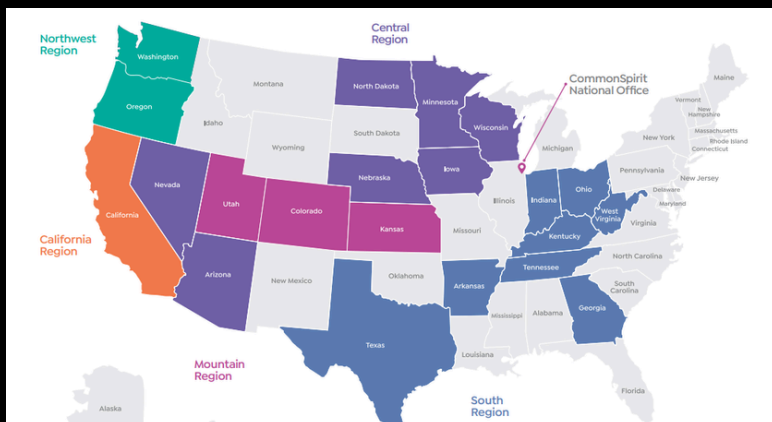 Northwest
Region
Central
Region
Washington
Oregon
Montana
Idaho
Wyoming
North Dakota
South Dakota
Minnesota
Wisconsin
CommonSpirit
National Office
Michigan
Maine
Vermont
New
Hampshire
Massachusetts
Rhode Island
Connecticut
New York
Pennsylvania
New Jersey
Delaware
Maryland
Nebraska
Iowa
Illinois
Indiana
Ohio
West
Virginia
Virginia
Nevada
Utah
Colorado
Kansas
Missouri
Kentucky
California
California
Region
Arizona
New Mexico
Oklahoma
Arkansas
Tennessee
North Carolina
South
Carolina
Mississippi
Alabama
Georgia
Texas
Louisiana
Florida
Mountain
Region
South
Region
Alaska